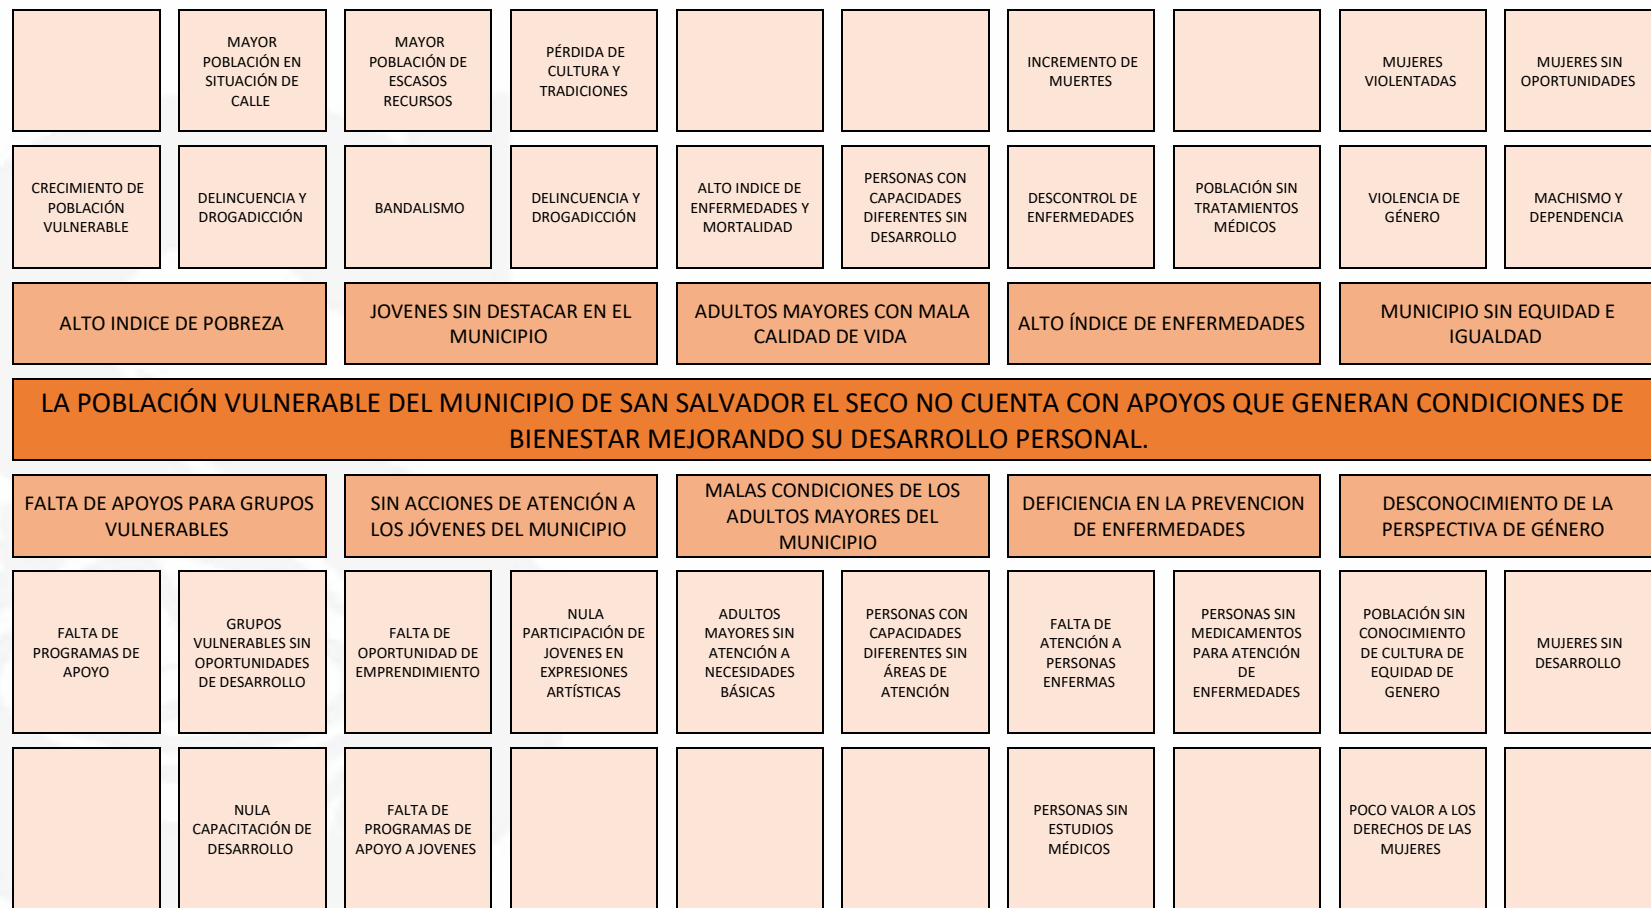 MAYOR
POBLACIÓN EN
SITUACIÓN DE
CALLE
MAYOR
POBLACIÓN DE
ESCASOS
RECURSOS
PÉRDIDA DE
CULTURA Y
TRADICIONES
INCREMENTO DE
MUERTES
MUJERES
VIOLENTADAS
MUJERES SIN
OPORTUNIDADES
CRECIMIENTO DE
POBLACIÓN
VULNERABLE
DELINCUENCIA Y
DROGADICCIÓN
BANDALISMO
DELINCUENCIA Y
DROGADICCIÓN
ALTO INDICE DE
ENFERMEDADES Y
MORTALIDAD
PERSONAS CON
CAPACIDADES
DIFERENTES SIN
DESARROLLO
DESCONTROL DE
ENFERMEDADES
POBLACIÓN SIN
TRATAMIENTOS
MÉDICOS
VIOLENCIA DE
GÉNERO
MACHISMO Y
DEPENDENCIA
ALTO INDICE DE POBREZA
JOVENES SIN DESTACAR EN EL
MUNICIPIO
ADULTOS MAYORES CON MALA
CALIDAD DE VIDA
ALTO ÍNDICE DE ENFERMEDADES
MUNICIPIO SIN EQUIDAD E
IGUALDAD
LA POBLACIÓN VULNERABLE DEL MUNICIPIO DE SAN SALVADOR EL SECO NO CUENTA CON APOYOS QUE GENERAN CONDICIONES DE
BIENESTAR MEJORANDO SU DESARROLLO PERSONAL.
FALTA DE APOYOS PARA GRUPOS
VULNERABLES
SIN ACCIONES DE ATENCIÓN A
LOS JÓVENES DEL MUNICIPIO
MALAS CONDICIONES DE LOS
ADULTOS MAYORES DEL
MUNICIPIO
DEFICIENCIA EN LA PREVENCION
DE ENFERMEDADES
DESCONOCIMIENTO DE LA
PERSPECTIVA DE GÉNERO
FALTA DE
PROGRAMAS DE
APOYO
GRUPOS
VULNERABLES SIN
OPORTUNIDADES
DE DESARROLLO
FALTA DE
OPORTUNIDAD DE
EMPRENDIMIENTO
NULA
PARTICIPACIÓN DE
JOVENES EN
EXPRESIONES
ARTÍSTICAS
ADULTOS
MAYORES SIN
ATENCIÓN A
NECESIDADES
BÁSICAS
PERSONAS CON
CAPACIDADES
DIFERENTES SIN
ÁREAS DE
ATENCIÓN
FALTA DE
ATENCIÓN A
PERSONAS
ENFERMAS
PERSONAS SIN
MEDICAMENTOS
PARA ATENCIÓN
DE
ENFERMEDADES
POBLACIÓN SIN
CONOCIMIENTO
DE CULTURA DE
EQUIDAD DE
GENERO
MUJERES SIN
DESARROLLO
NULA
CAPACITACIÓN DE
DESARROLLO
FALTA DE
PROGRAMAS DE
APOYO A JOVENES
PERSONAS SIN
ESTUDIOS
MÉDICOS
POCO VALOR A LOS
DERECHOS DE LAS
MUJERES